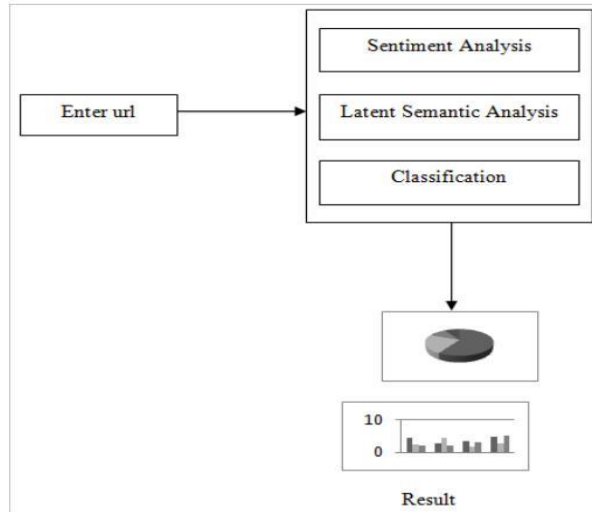 Sentiment Analysis
Enter url
Latent Semantic Analysis
Classification
10
0
Result